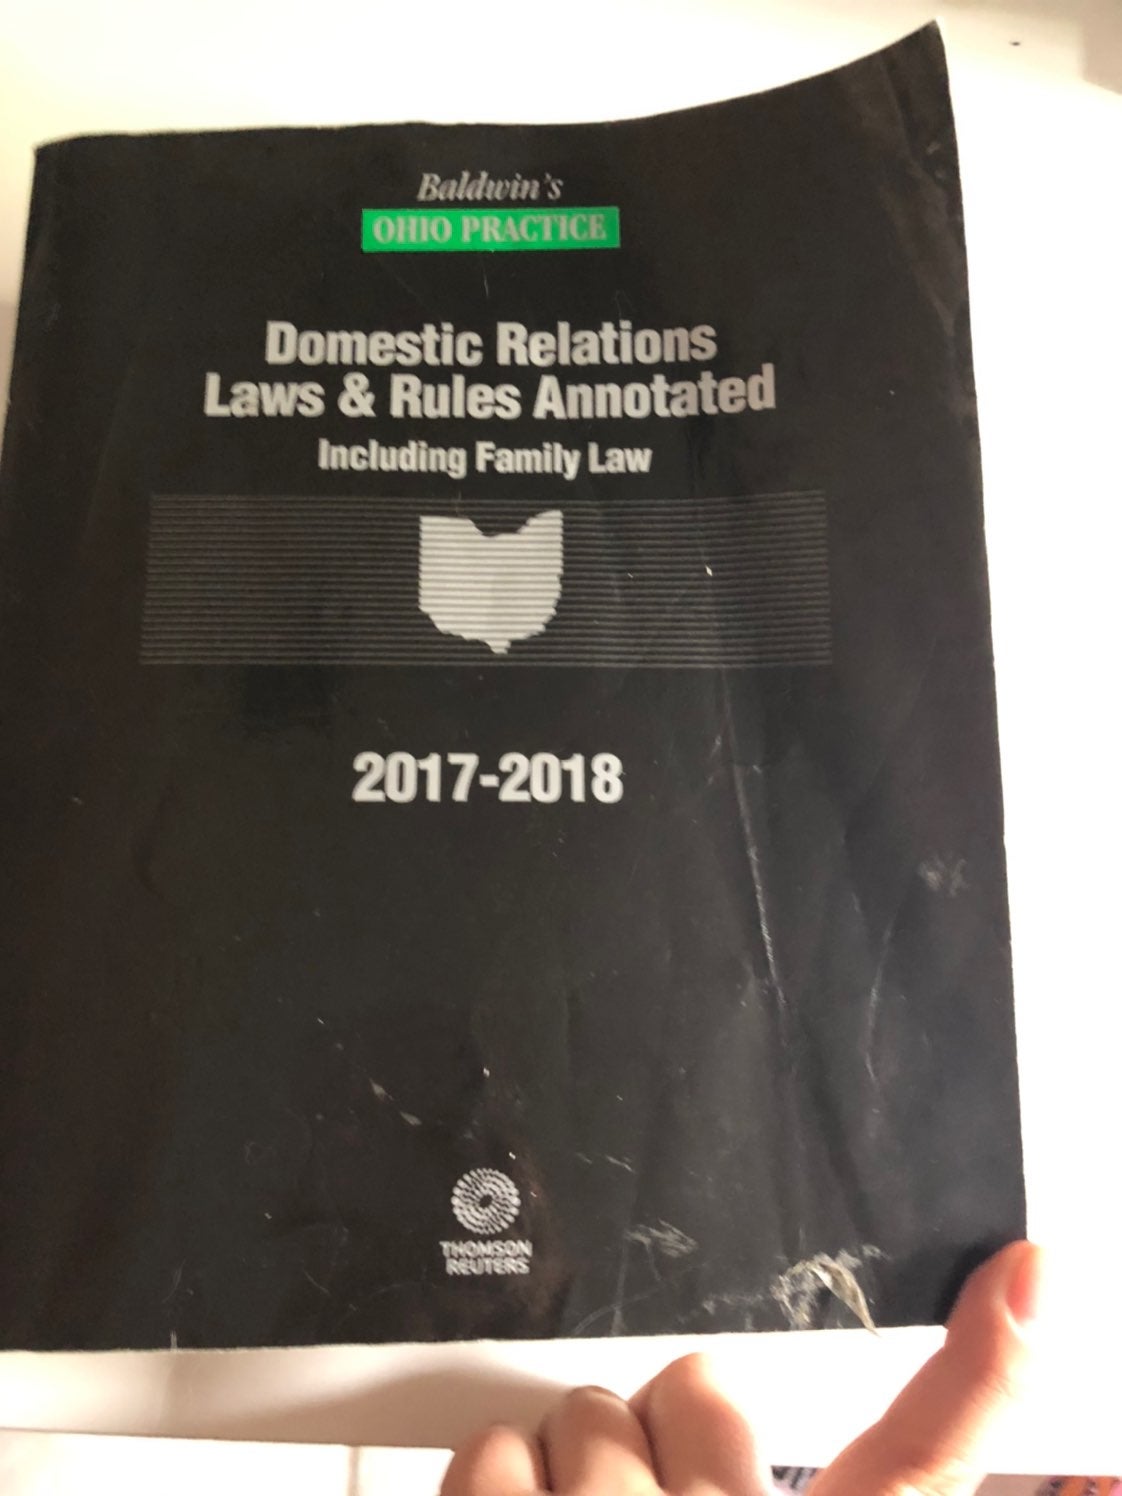 Baldwin's
OHIO PRACTICE
Domestic Relations
Laws & Rules Annotated
Including Family Law
2017-2018
THOMSON
REUTERS